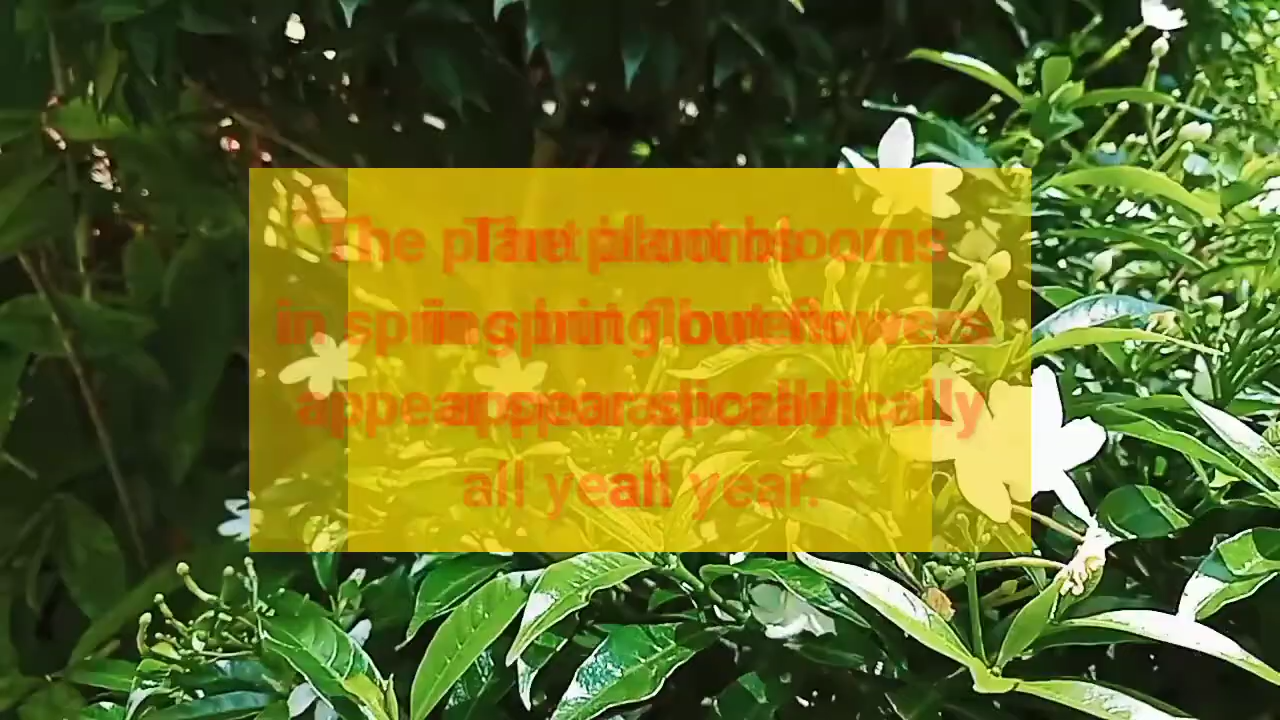 The plant blooms
in spring but flowers
appear sporadically
all year.